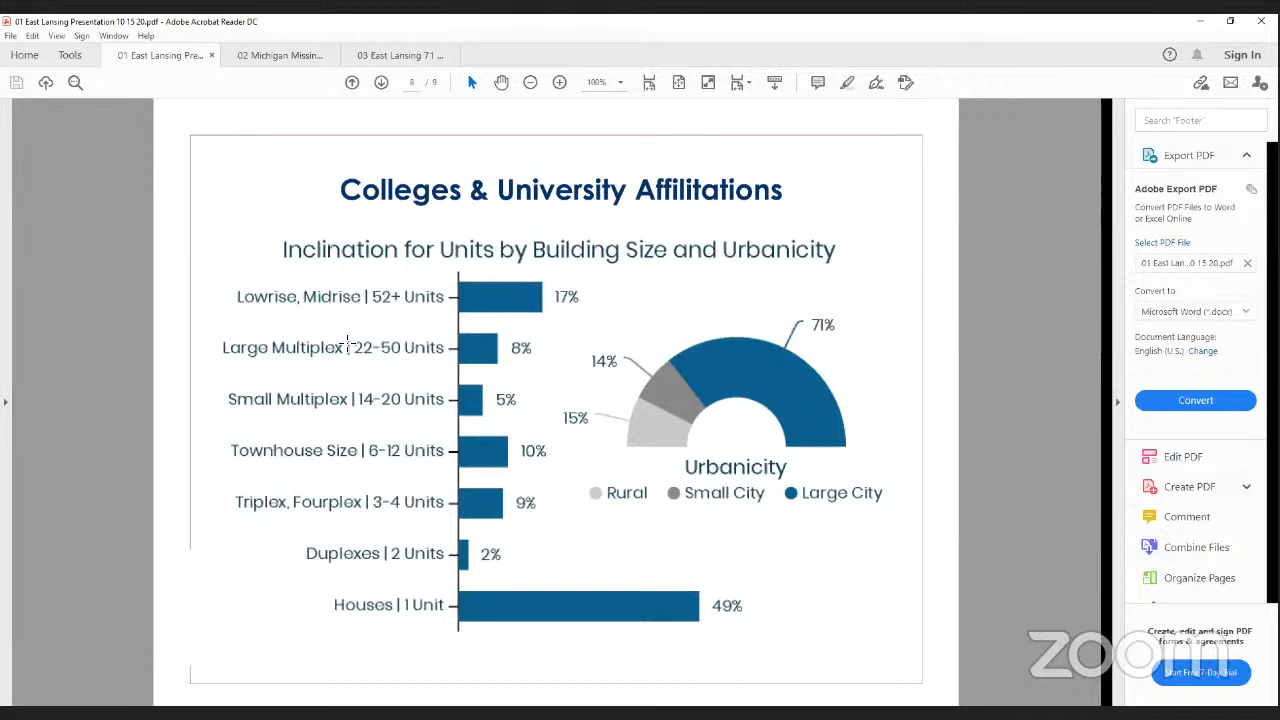 01 East Lansing Presentation 10 15 20.pdf - Adobe Acrobat Reader DC
File Edit View Sign Window Help
Home Tools 01 East Lansing Pre... × 02 Michigan Missin... 03 East Lansing 71 ... Sign In
8 / 9 100%
Colleges & University Affilitations
Inclination for Units by Building Size and Urbanicity
Lowrise, Midrise | 52+ Units 17%
Large Multiplex | 22-50 Units 8%
Small Multiplex | 14-20 Units 5%
Townhouse Size | 6-12 Units 10%
Triplex, Fourplex | 3-4 Units 9%
Duplexes | 2 Units 2%
Houses | 1 Unit 49%
71%
14%
15%
Urbanicity
Rural Small City Large City
Search 'Footer'
Export PDF
Adobe Export PDF
Convert PDF Files to Word
or Excel Online
Select PDF File
01 East Lan...0 15 20.pdf ×
Convert to
Microsoft Word (*.docx)
Document Language:
English (U.S.) Change
Convert
Edit PDF
Create PDF
Comment
Combine Files
Organize Pages
Create, edit and sign PDF
forms & agreements
Start Free 7-Day Trial
zoom